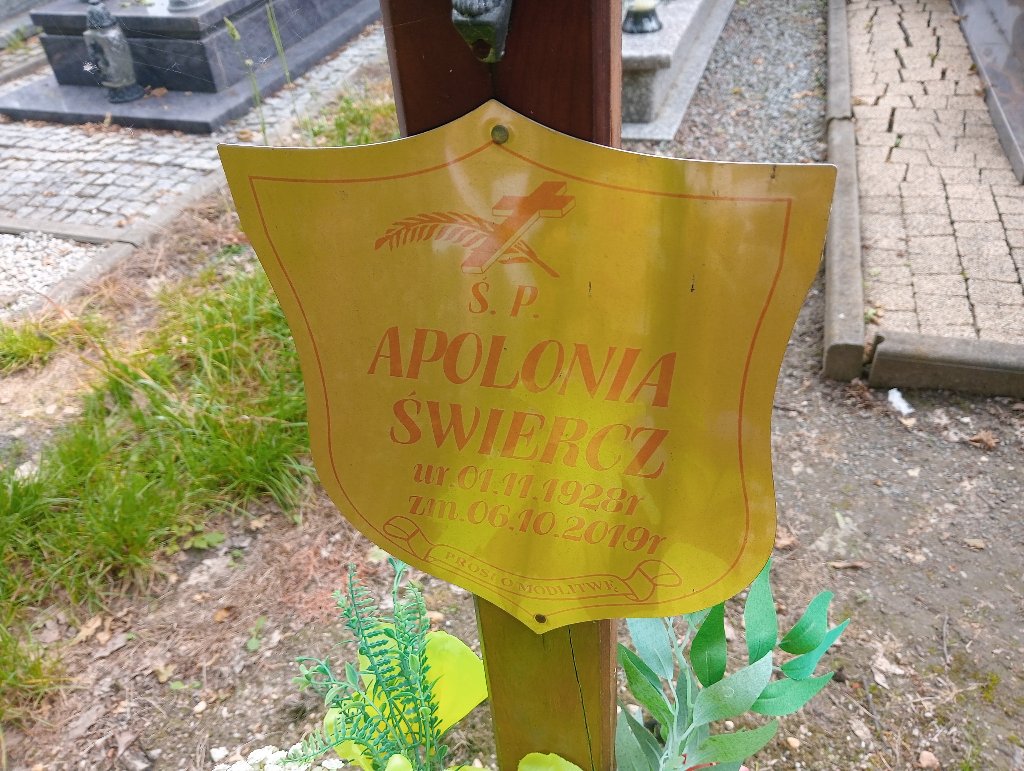 Ś. P.
APOLONIA
ŚWIERCZ
ur.01.11.1928r
zm.06.10.2019r
PROSI O MODLITWĘ